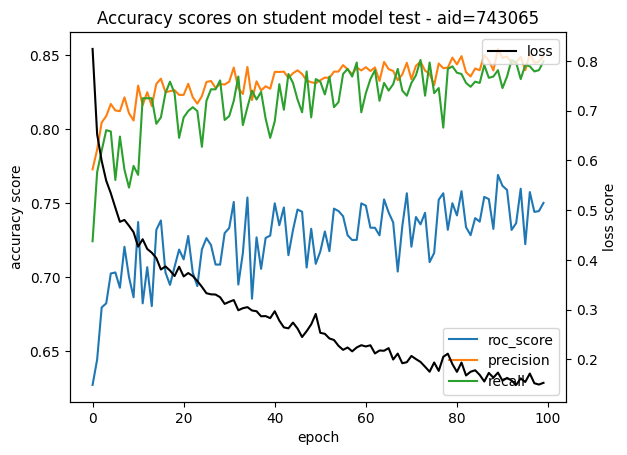 Accuracy scores on student model test - aid=743065
accuracy score
0.85
0.80
0.75
0.70
0.65
loss
0.8
0.7
0.6
0.5
0.4
0.3
0.2
loss score
roc_score
precision
recall
0
20
40
60
80
100
epoch